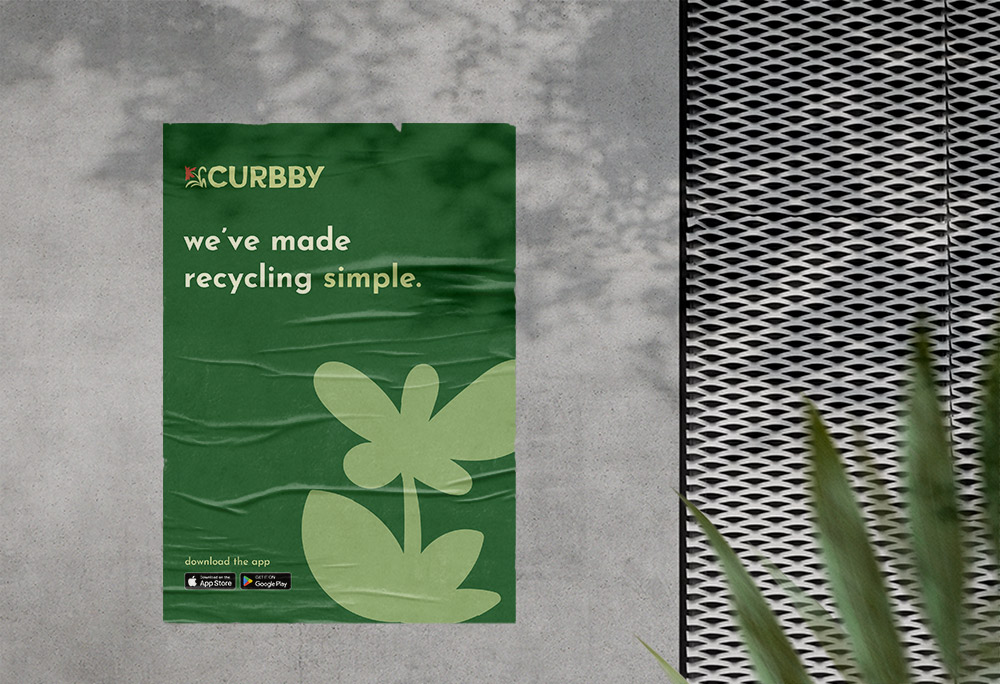 CURBBY
we've made
recycling simple.
download the app
Download on the
App Store
GET IT ON
Google Play